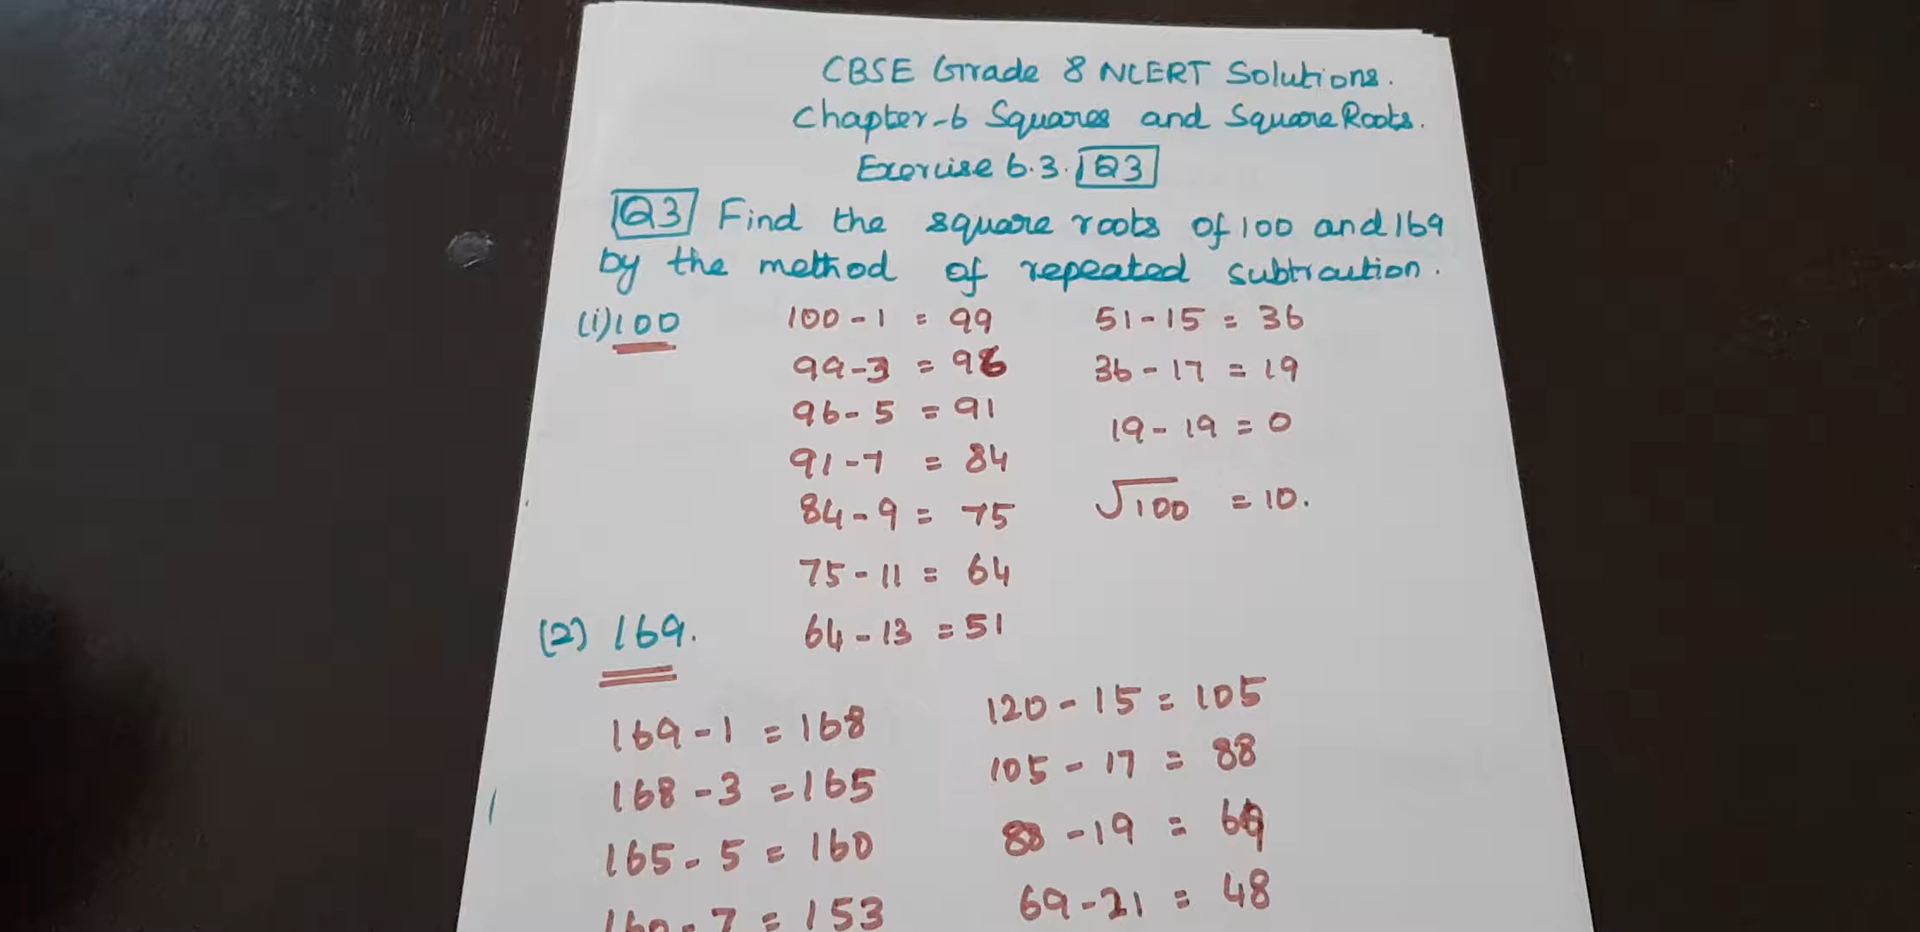 CBSE Grade 8 NCERT Solutions.
Chapter-6 Squares and Square Roots.
Exercise 6.3. Q3
Q3 Find the square roots of 100 and 169
by the method of repeated subtraction.
(i) 100
100 - 1 = 99
99 - 3 = 96
96 - 5 = 91
91 - 7 = 84
84 - 9 = 75
75 - 11 = 64
64 - 13 = 51
51 - 15 = 36
36 - 17 = 19
19 - 19 = 0
√100 = 10.
(2) 169.
169 - 1 = 168
168 - 3 = 165
165 - 5 = 160
160 - 7 = 153
120 - 15 = 105
105 - 17 = 88
88 - 19 = 69
69 - 21 = 48